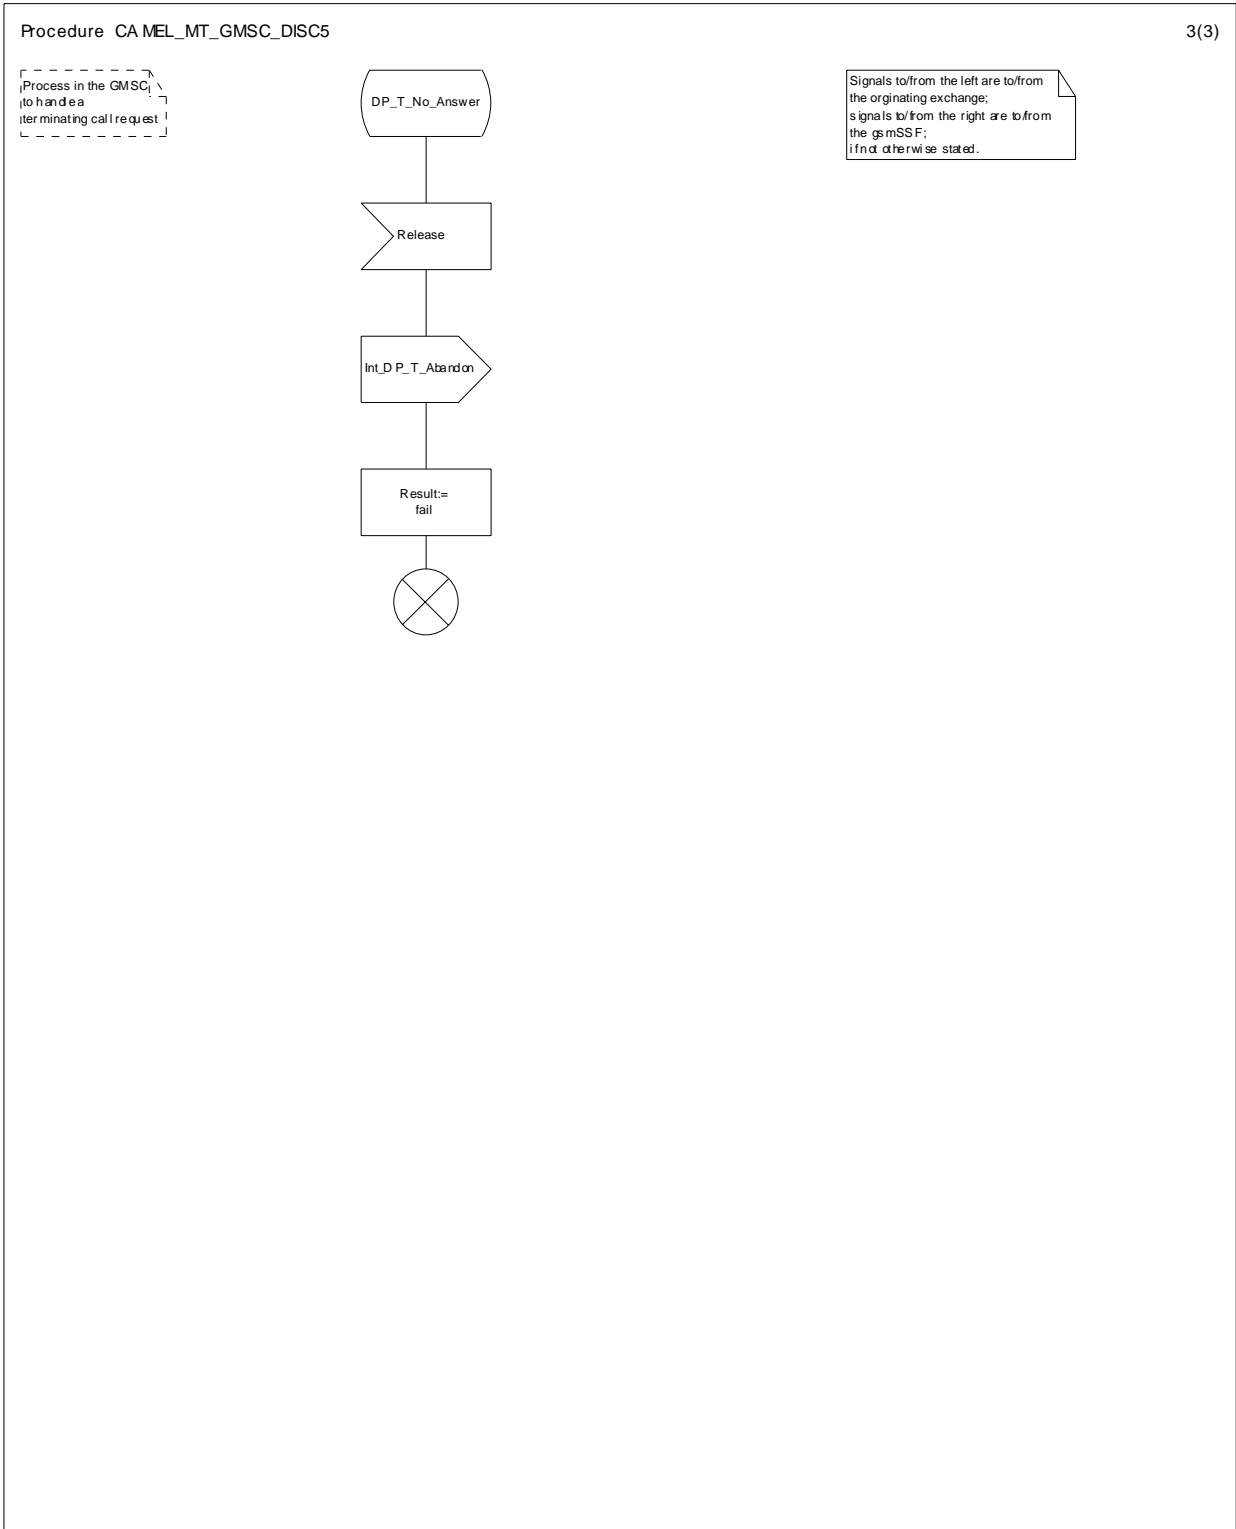 Procedure CAMEL_MT_GMSC_DISC5
3(3)
Process in the GMSC
to handle a
terminating call request
DP_T_No_Answer
Signals to/from the left are to/from
the orginating exchange;
signals to/from the right are to/from
the gsmSSF;
if not otherwise stated.
Release
Int_DP_T_Abandon
Result:=
fail